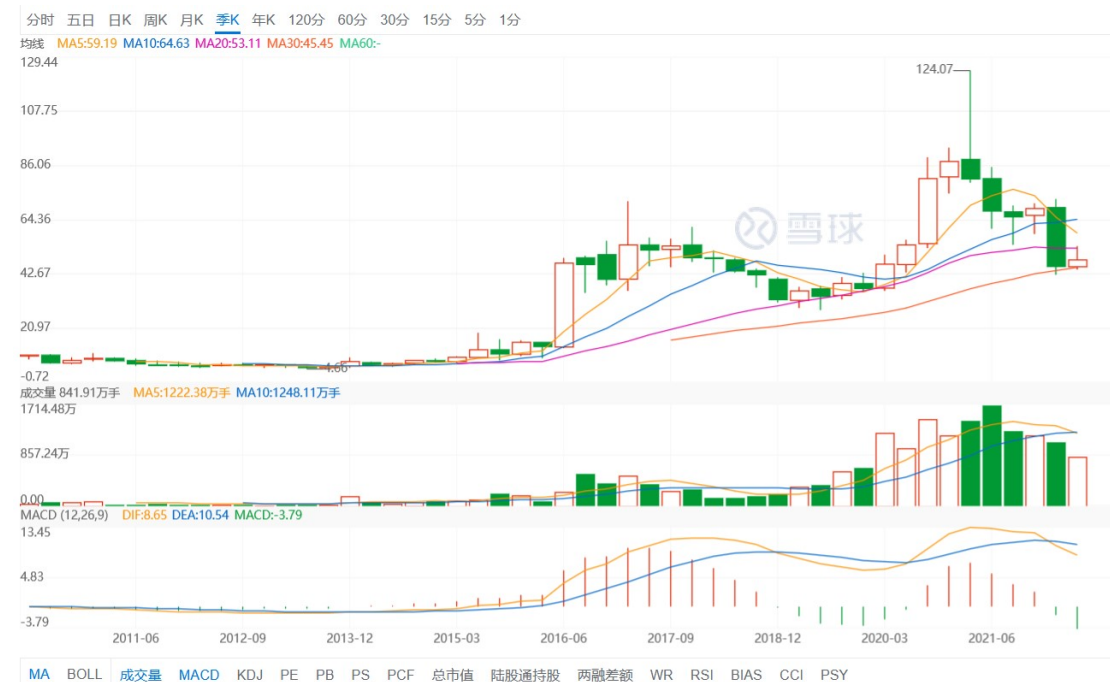 分时 五日 日K 周K 月K 季K 年K 120分 60分 30分 15分 5分 1分
均线 MA5:59.19 MA10:64.63 MA20:53.11 MA30:45.45 MA60:-
129.44
124.07
107.75
86.06
64.36
雪球
42.67
20.97
4.66
-0.72
成交量 841.91万手 MA5:1222.38万手 MA10:1248.11万手
1714.48万
857.24万
0.00
MACD (12,26,9) DIF:8.65 DEA:10.54 MACD:-3.79
13.45
4.83
-3.79
2011-06 2012-09 2013-12 2015-03 2016-06 2017-09 2018-12 2020-03 2021-06
MA BOLL 成交量 MACD KDJ PE PB PS PCF 总市值 陆股通持股 两融差额 WR RSI BIAS CCI PSY